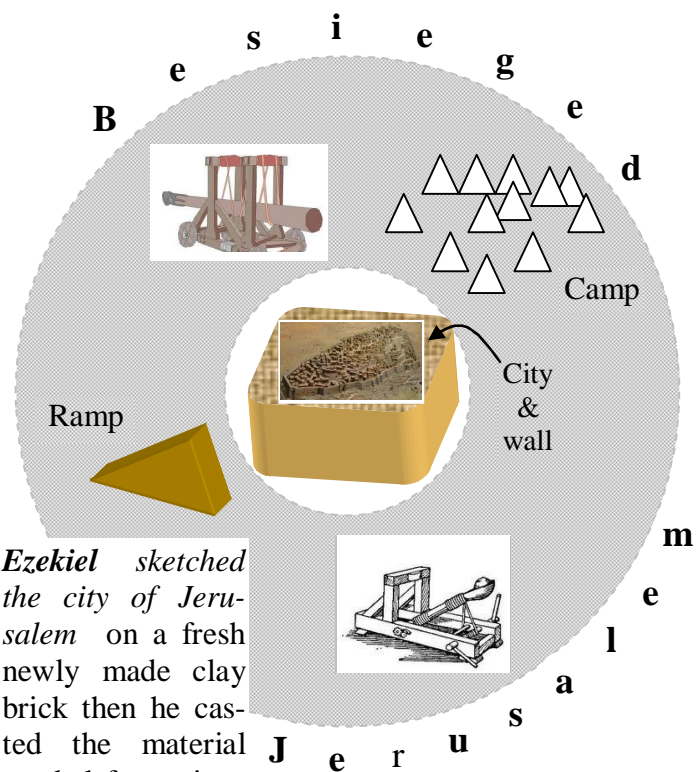 Besieged
Camp
City
&
wall
Ramp
Ezekiel sketched
the city of Jeru-
salem on a fresh
newly made clay
brick then he cas-
ted the material
Jerusalem